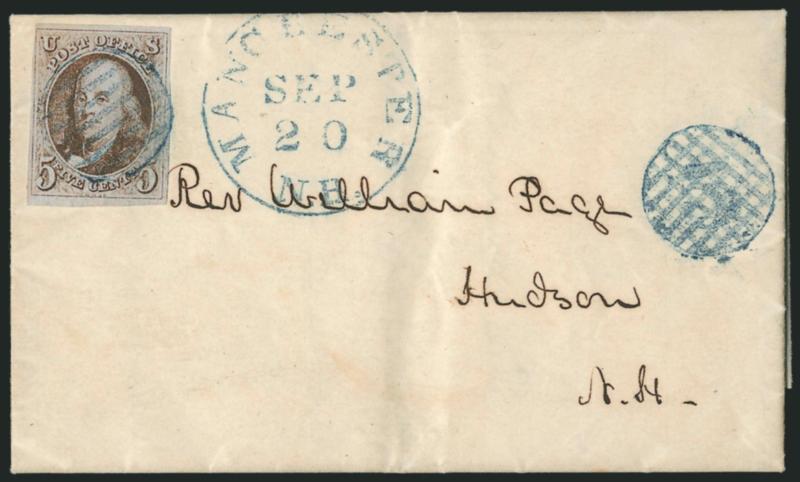 U S
POST OFFICE
FIVE CENTS
5 5
MANCHESTER
SEP
20
N.H.
Rev William Page
Hudson
N.H.